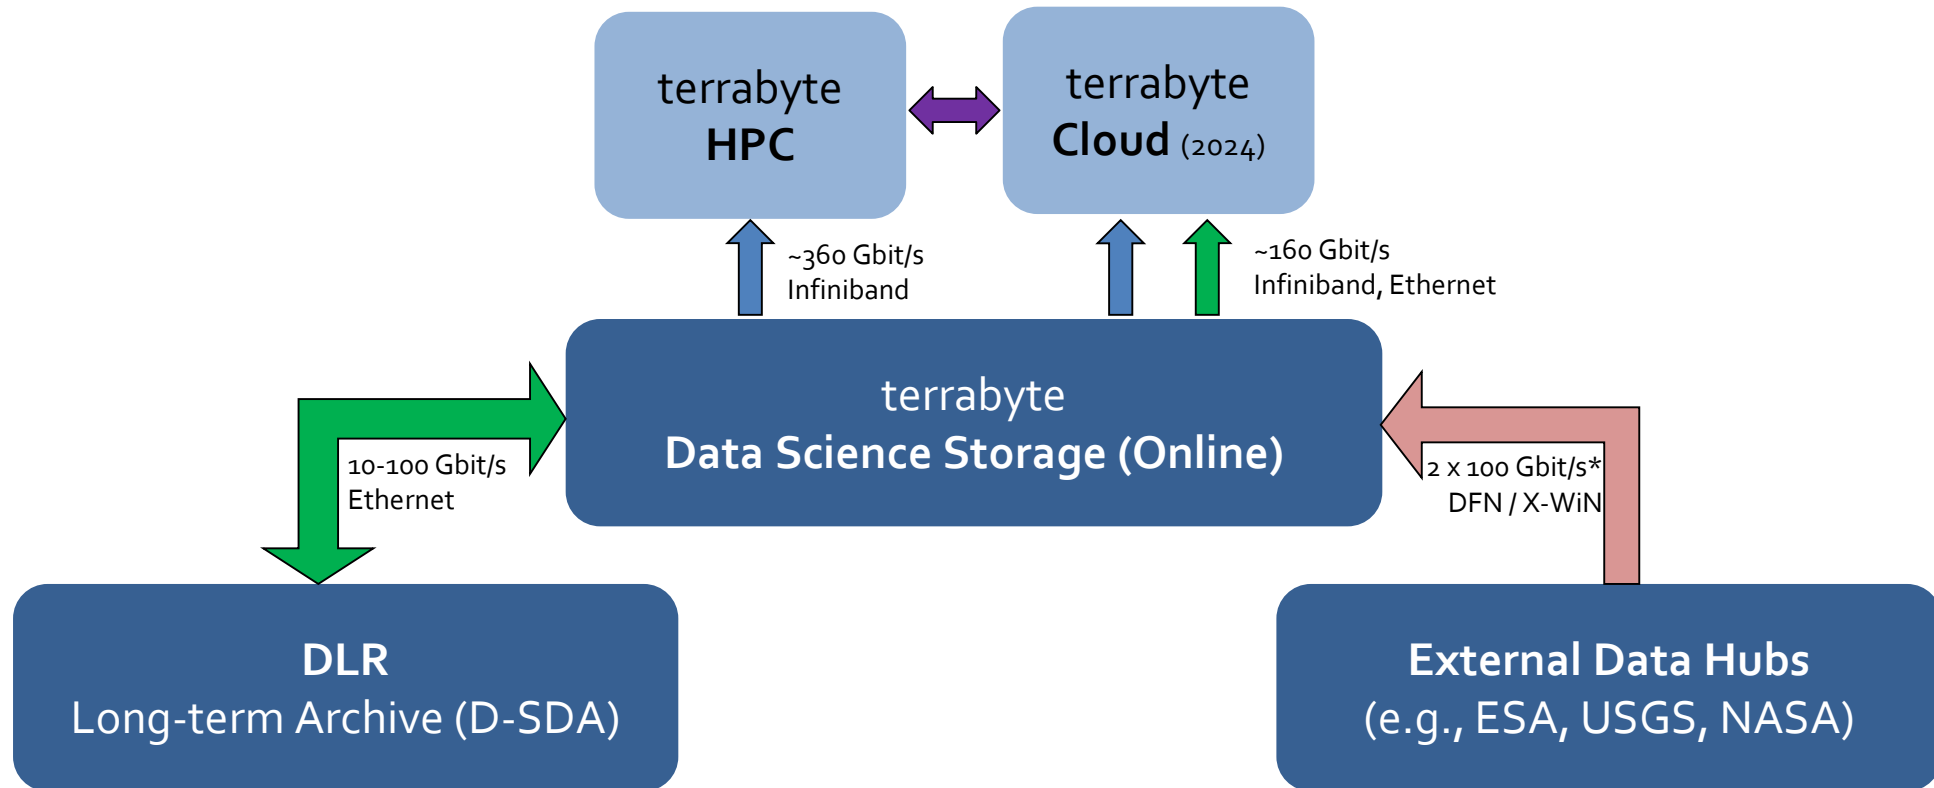 terrabyte
HPC
terrabyte
Cloud (2024)
~360 Gbit/s
Infiniband
~160 Gbit/s
Infiniband, Ethernet
terrabyte
Data Science Storage (Online)
10-100 Gbit/s
Ethernet
2 x 100 Gbit/s*
DFN / X-WiN
DLR
Long-term Archive (D-SDA)
External Data Hubs
(e.g., ESA, USGS, NASA)